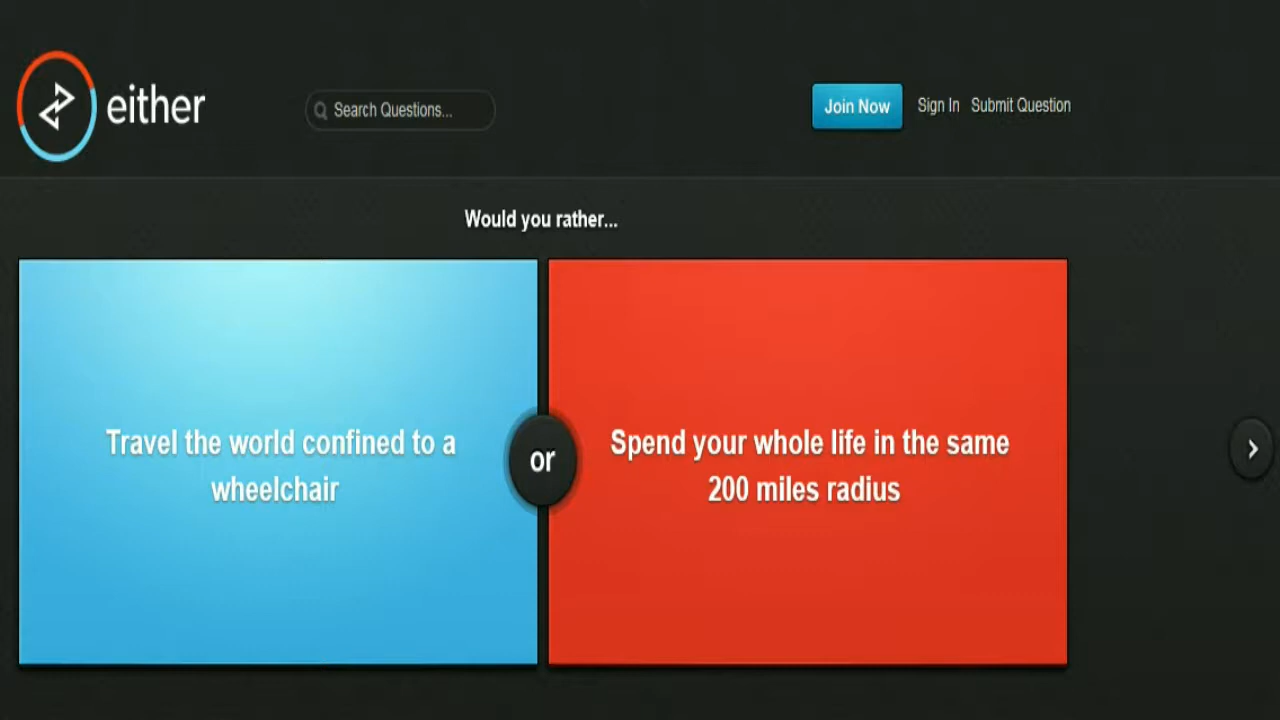 either
Search Questions...
Join Now
Sign In
Submit Question
Would you rather...
Travel the world confined to a
wheelchair
or
Spend your whole life in the same
200 miles radius